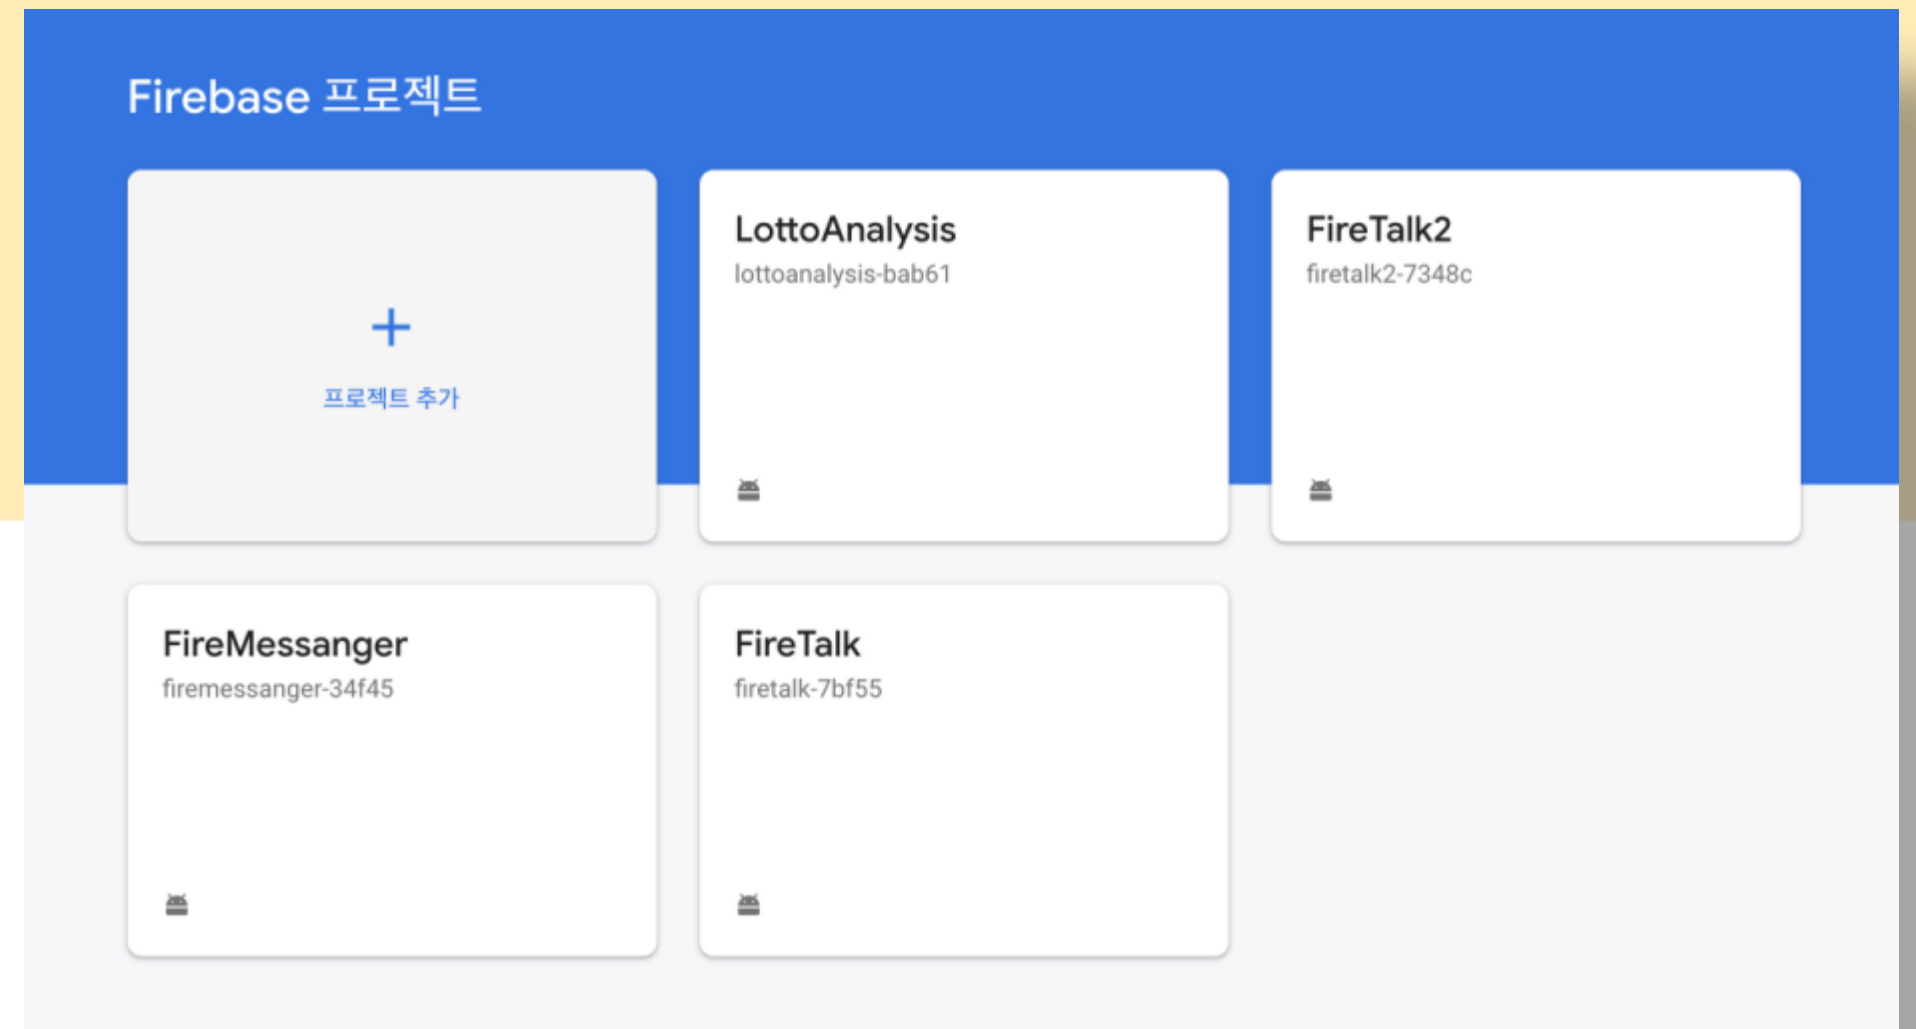 Firebase 프로젝트
프로젝트 추가
LottoAnalysis
lottoanalysis-bab61
FireTalk2
firetalk2-7348c
FireMessanger
firemessanger-34f45
FireTalk
firetalk-7bf55